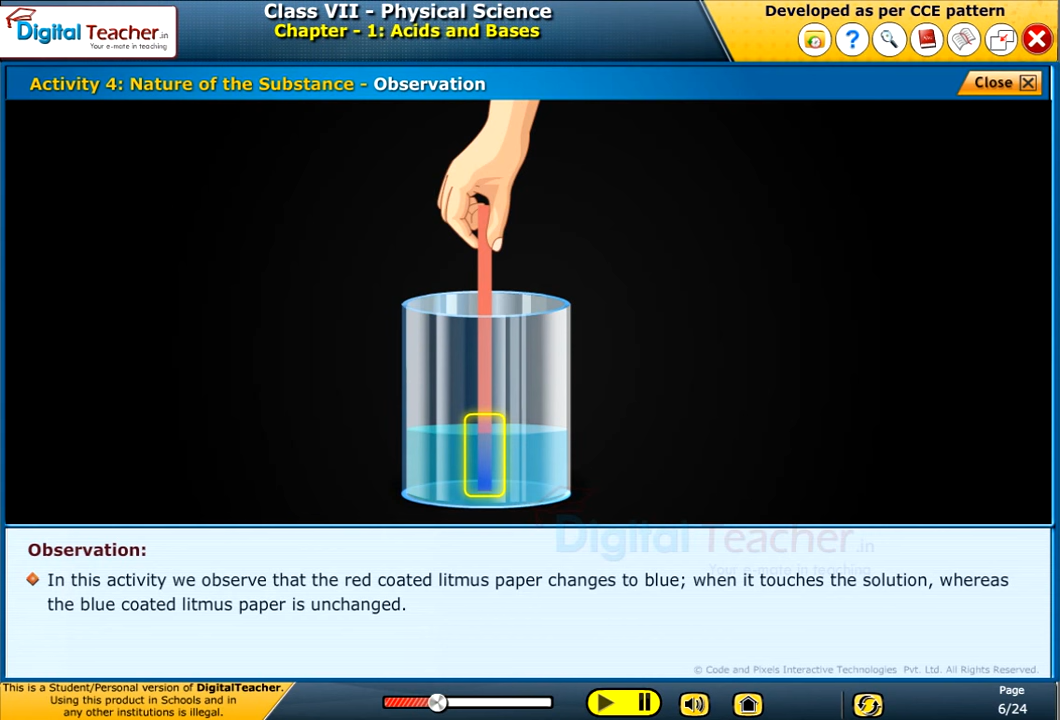 Digital Teacher.in
Your e-mate in teaching
Class VII - Physical Science
Chapter - 1: Acids and Bases
Developed as per CCE pattern
?
Activity 4: Nature of the Substance - Observation
Close
Observation:
In this activity we observe that the red coated litmus paper changes to blue; when it touches the solution, whereas
the blue coated litmus paper is unchanged.
Digital Teacher.in
Your e-mate in teaching
© Code and Pixels Interactive Technologies Pvt. Ltd. All Rights Reserved.
This is a Student/Personal version of DigitalTeacher.
Using this product in Schools and in
any other institutions is illegal.
Page
6/24